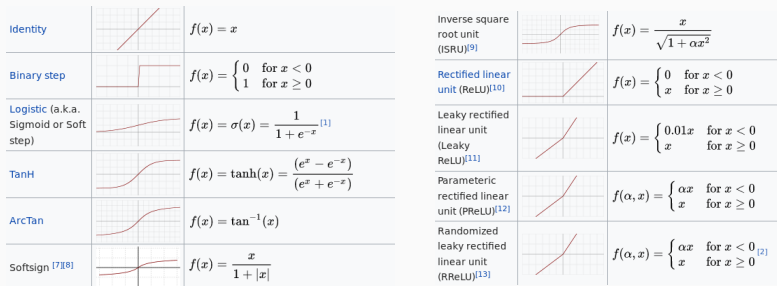 Identity f(x) = x
Binary step f(x) = { 0 for x < 0
1 for x ≥ 0
Logistic (a.k.a.
Sigmoid or Soft
step) f(x) = σ(x) = 1 / (1 + e^{-x}) [1]
TanH f(x) = tanh(x) = (e^x − e^{-x}) / (e^x + e^{-x})
ArcTan f(x) = tan^{-1}(x)
Softsign [7][8] f(x) = x / (1 + |x|)
Inverse square
root unit
(ISRU)[9] f(x) = x / √(1 + αx^2)
Rectified linear
unit (ReLU)[10] f(x) = { 0 for x < 0
x for x ≥ 0
Leaky rectified
linear unit
(Leaky
ReLU)[11] f(x) = { 0.01x for x < 0
x for x ≥ 0
Parameteric
rectified linear
unit (PReLU)[12] f(α, x) = { αx for x < 0
x for x ≥ 0
Randomized
leaky rectified
linear unit
(RReLU)[13] f(α, x) = { αx for x < 0 [2]
x for x ≥ 0